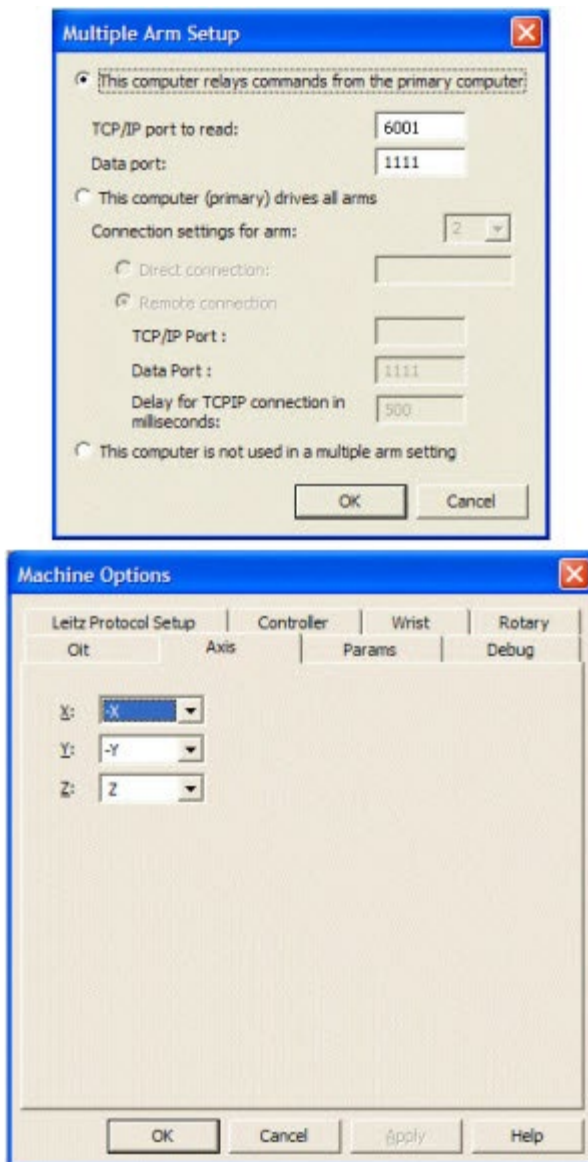 Multiple Arm Setup
This computer relays commands from the primary computer
TCP/IP port to read: 6001
Data port: 1111
This computer (primary) drives all arms
Connection settings for arm: 2
Direct connection:
Remote connection
TCP/IP Port :
Data Port : 1111
Delay for TCPIP connection in
milliseconds: 500
This computer is not used in a multiple arm setting
OK Cancel
Machine Options
Leitz Protocol Setup Controller Wrist Rotary
Oit Axis Params Debug
X: -X
Y: -Y
Z: Z
OK Cancel Apply Help